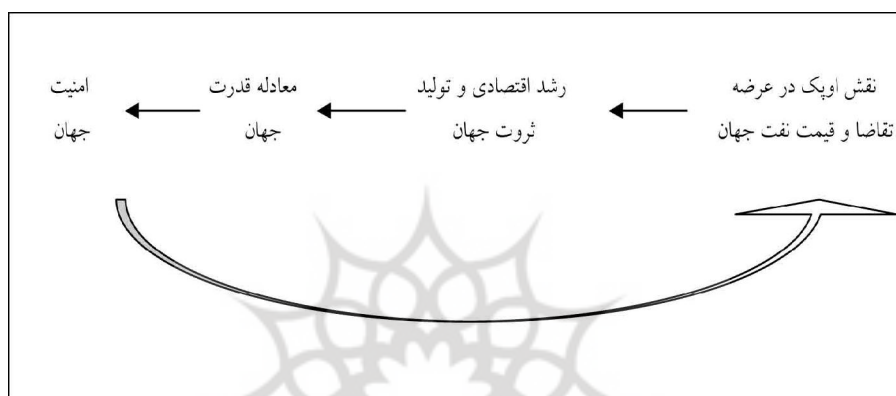 نقش اوپک در عرضه
تقاضا و قیمت نفت جهان
رشد اقتصادی و تولید
ثروت جهان
معادله قدرت
جهان
امنیت
جهان